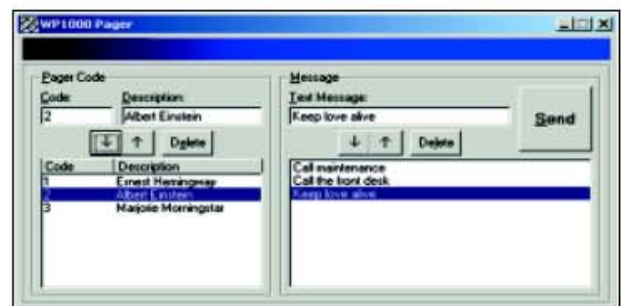 WP1000 Pager
Pager Code
Code:
Description:
2
Albert Einstein
Delete
Code
Description
1
Ernest Hemingway
2
Albert Einstein
3
Marjorie Morningstar
Message
Text Message:
Keep love alive
Delete
Send
Call maintenance
Call the front desk
Keep love alive